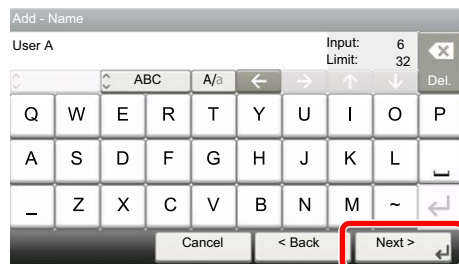 Add - Name
User A
Input: 6
Limit: 32
ABC A/a ← → ↑ ↓ Del.
Q W E R T Y U I O P
A S D F G H J K L
_ Z X C V B N M ~
Cancel < Back Next >